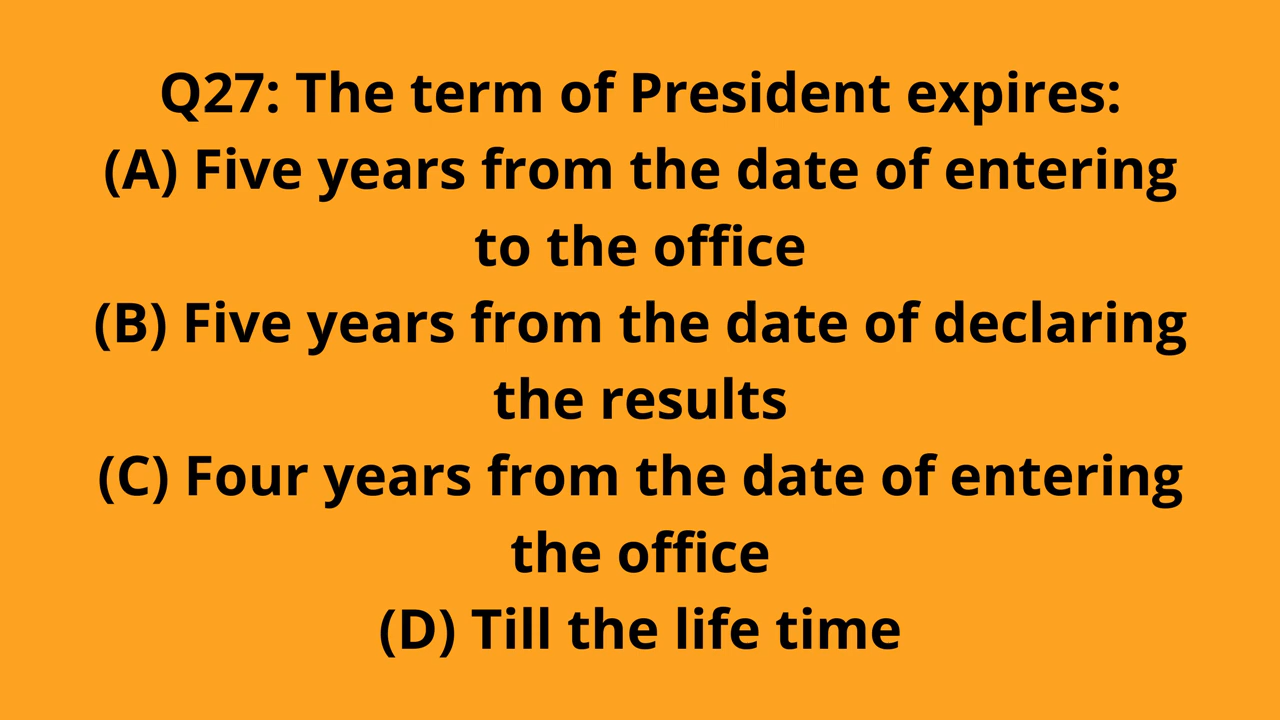 Q27: The term of President expires:
(A) Five years from the date of entering
to the office
(B) Five years from the date of declaring
the results
(C) Four years from the date of entering
the office
(D) Till the life time